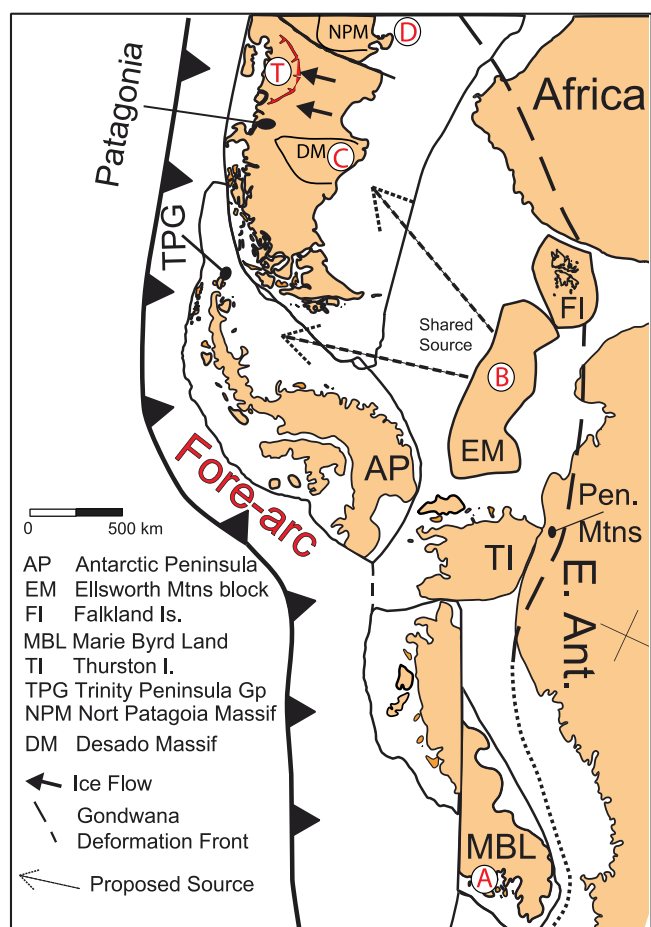 NPM
D
T
Africa
Patagonia
DM
C
TPG
FI
Shared
Source
B
EM
AP
Fore-arc
Pen.
Mtns
TI
E. Ant.
0 500 km
AP Antarctic Peninsula
EM Ellsworth Mtns block
FI Falkland Is.
MBL Marie Byrd Land
TI Thurston I.
TPG Trinity Peninsula Gp
NPM Nort Patagoia Massif
DM Desado Massif
Ice Flow
Gondwana
Deformation Front
Proposed Source
MBL
A